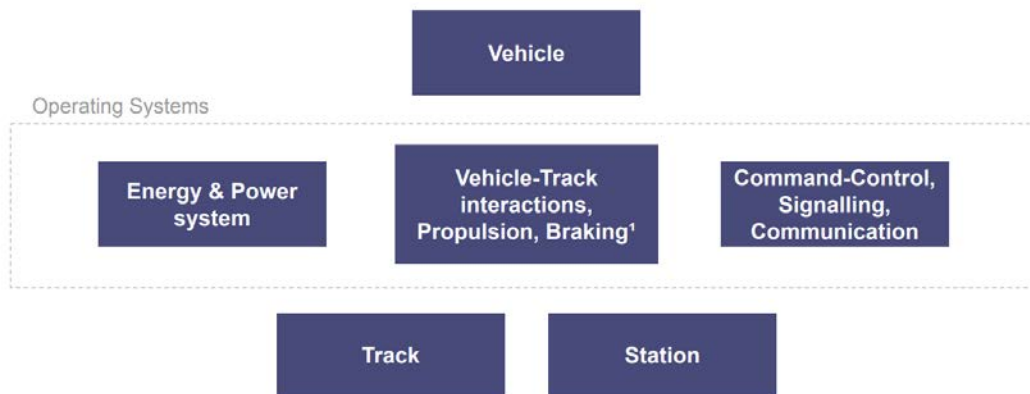 Vehicle
Operating Systems
Energy & Power
system
Vehicle-Track
interactions,
Propulsion, Braking¹
Command-Control,
Signalling,
Communication
Track
Station